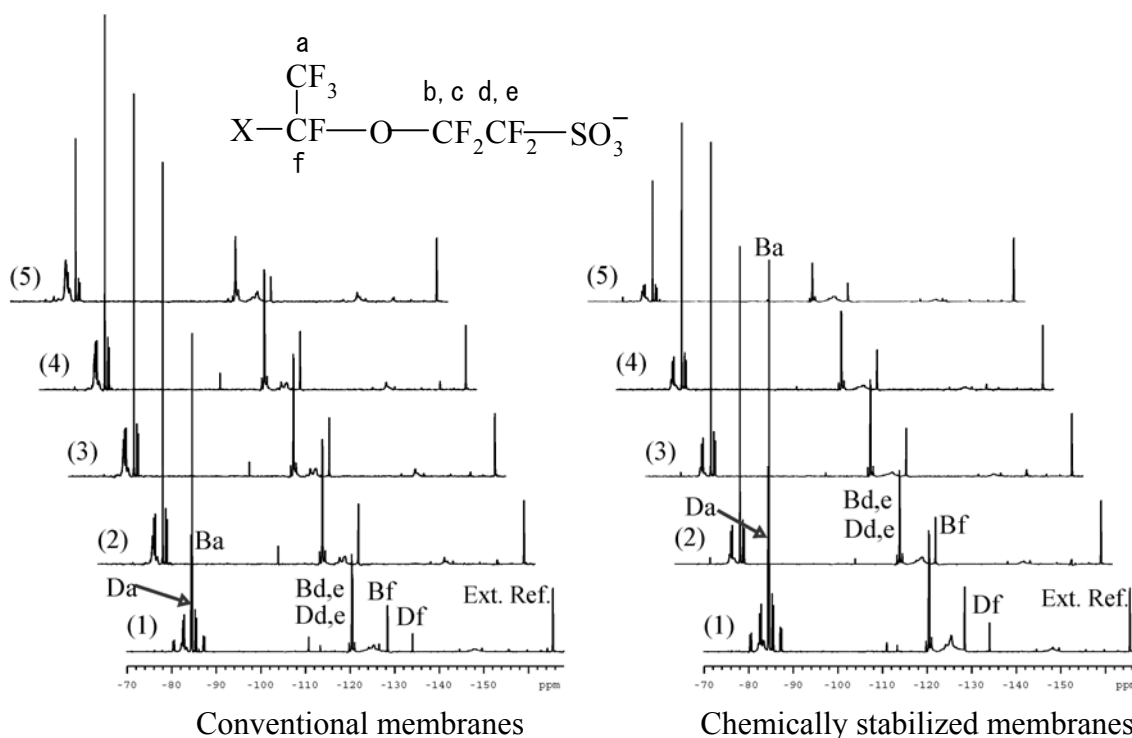 a
CF3
b, c d, e
X—CF—O—CF2CF2—SO3−
f
(5)
(4)
(3)
(2)
(1)
Ba
Da
Bd,e
Dd,e
Bf
Df
Ext. Ref.
-70 -80 -90 -100 -110 -120 -130 -140 -150 ppm
Conventional membranes
(5)
(4)
(3)
(2)
(1)
Ba
Da
Bd,e
Dd,e
Bf
Df
Ext. Ref.
-70 -80 -90 -100 -110 -120 -130 -140 -150 ppm
Chemically stabilized membranes